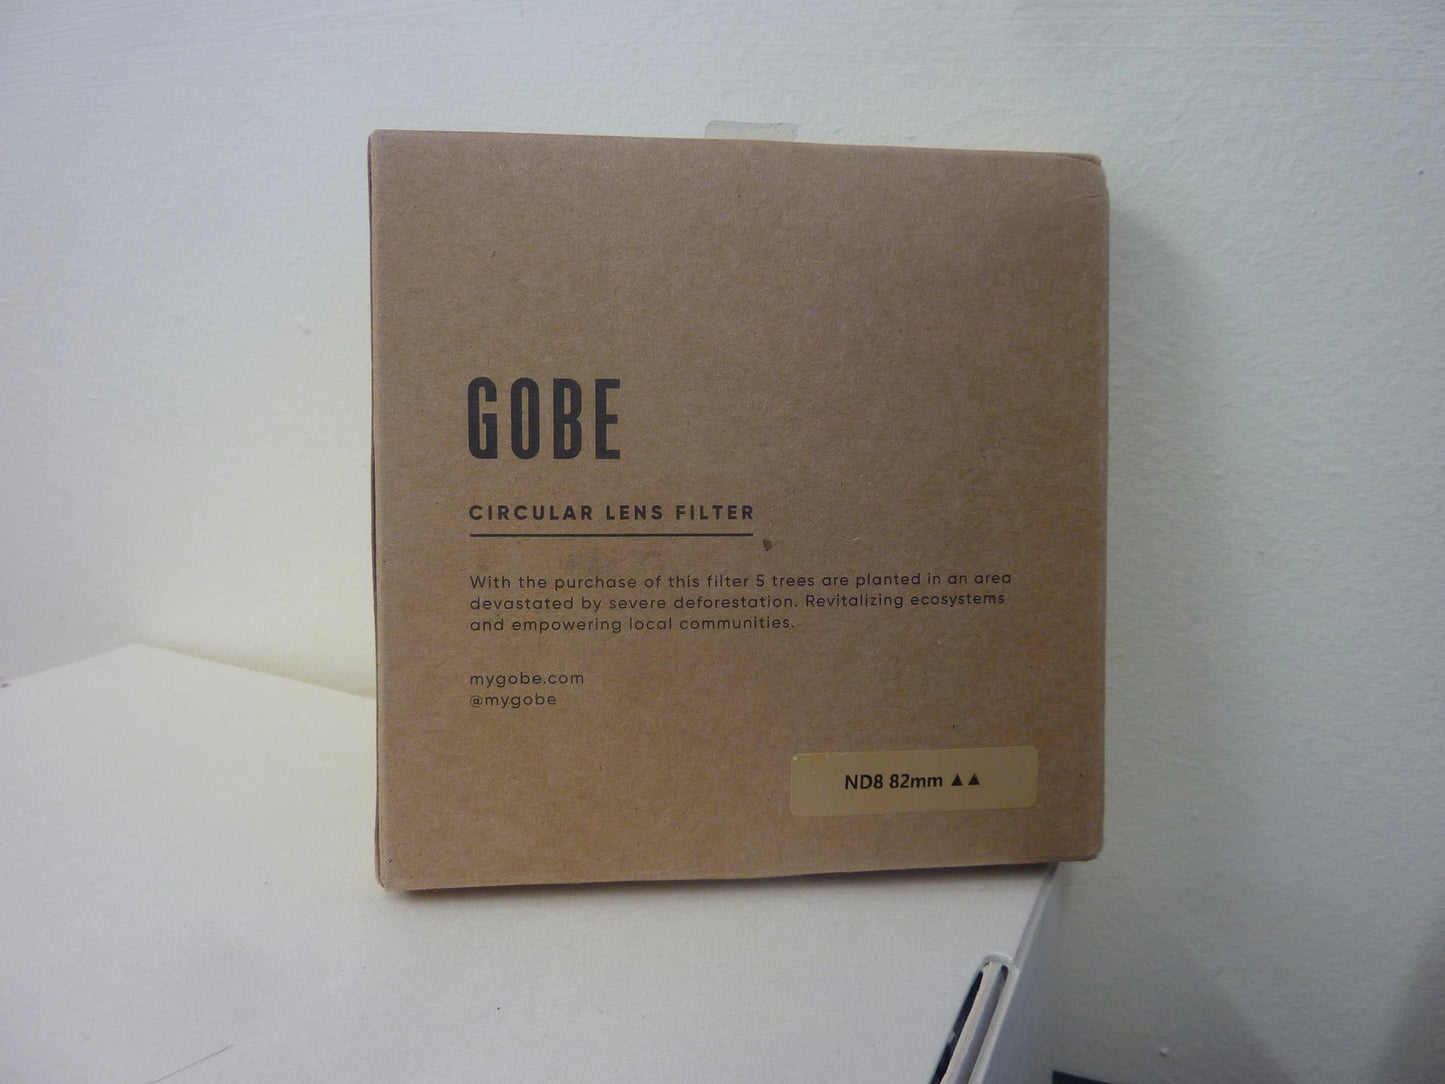 GOBE
CIRCULAR LENS FILTER
With the purchase of this filter 5 trees are planted in an area
devastated by severe deforestation. Revitalizing ecosystems
and empowering local communities.
mygobe.com
@mygobe
ND8 82mm ▲▲